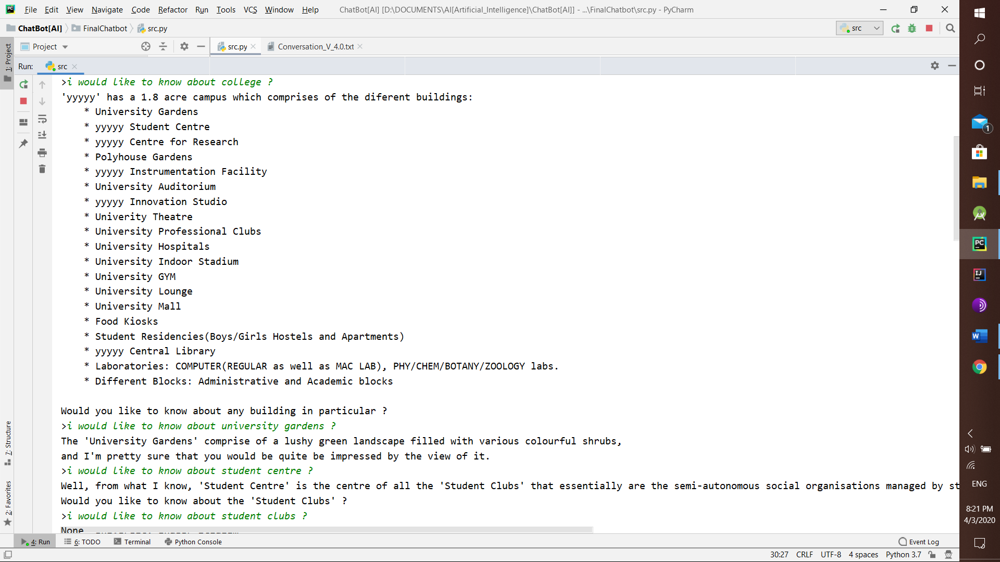 File Edit View Navigate Code Refactor Run Tools VCS Window Help ChatBot[AI] [D:\DOCUMENTS\AI[Artificial_Intelligence]\ChatBot[AI]] - ...\FinalChatbot\src.py - PyCharm
ChatBot[AI] FinalChatbot src.py src
Project src.py Conversation_V_4.0.txt
1: Project
Run: src
>i would like to know about college ?
'yyyyy' has a 1.8 acre campus which comprises of the diferent buildings:
* University Gardens
* yyyyy Student Centre
* yyyyy Centre for Research
* Polyhouse Gardens
* yyyyy Instrumentation Facility
* University Auditorium
* yyyyy Innovation Studio
* Univerity Theatre
* University Professional Clubs
* University Hospitals
* University Indoor Stadium
* University GYM
* University Lounge
* University Mall
* Food Kiosks
* Student Residencies(Boys/Girls Hostels and Apartments)
* yyyyy Central Library
* Laboratories: COMPUTER(REGULAR as well as MAC LAB), PHY/CHEM/BOTANY/ZOOLOGY labs.
* Different Blocks: Administrative and Academic blocks
Would you like to know about any building in particular ?
>i would like to know about university gardens ?
The 'University Gardens' comprise of a lushy green landscape filled with various colourful shrubs,
and I'm pretty sure that you would be quite be impressed by the view of it.
>i would like to know about student centre ?
Well, from what I know, 'Student Centre' is the centre of all the 'Student Clubs' that essentially are the semi-autonomous social organisations managed by st
Would you like to know about the 'Student Clubs' ?
>i would like to know about student clubs ?
None
7: Structure
2: Favorites
4: Run 6: TODO Terminal Python Console Event Log
30:27 CRLF UTF-8 4 spaces Python 3.7
PC
IJ
W
1
ENG
8:21 PM
4/3/2020